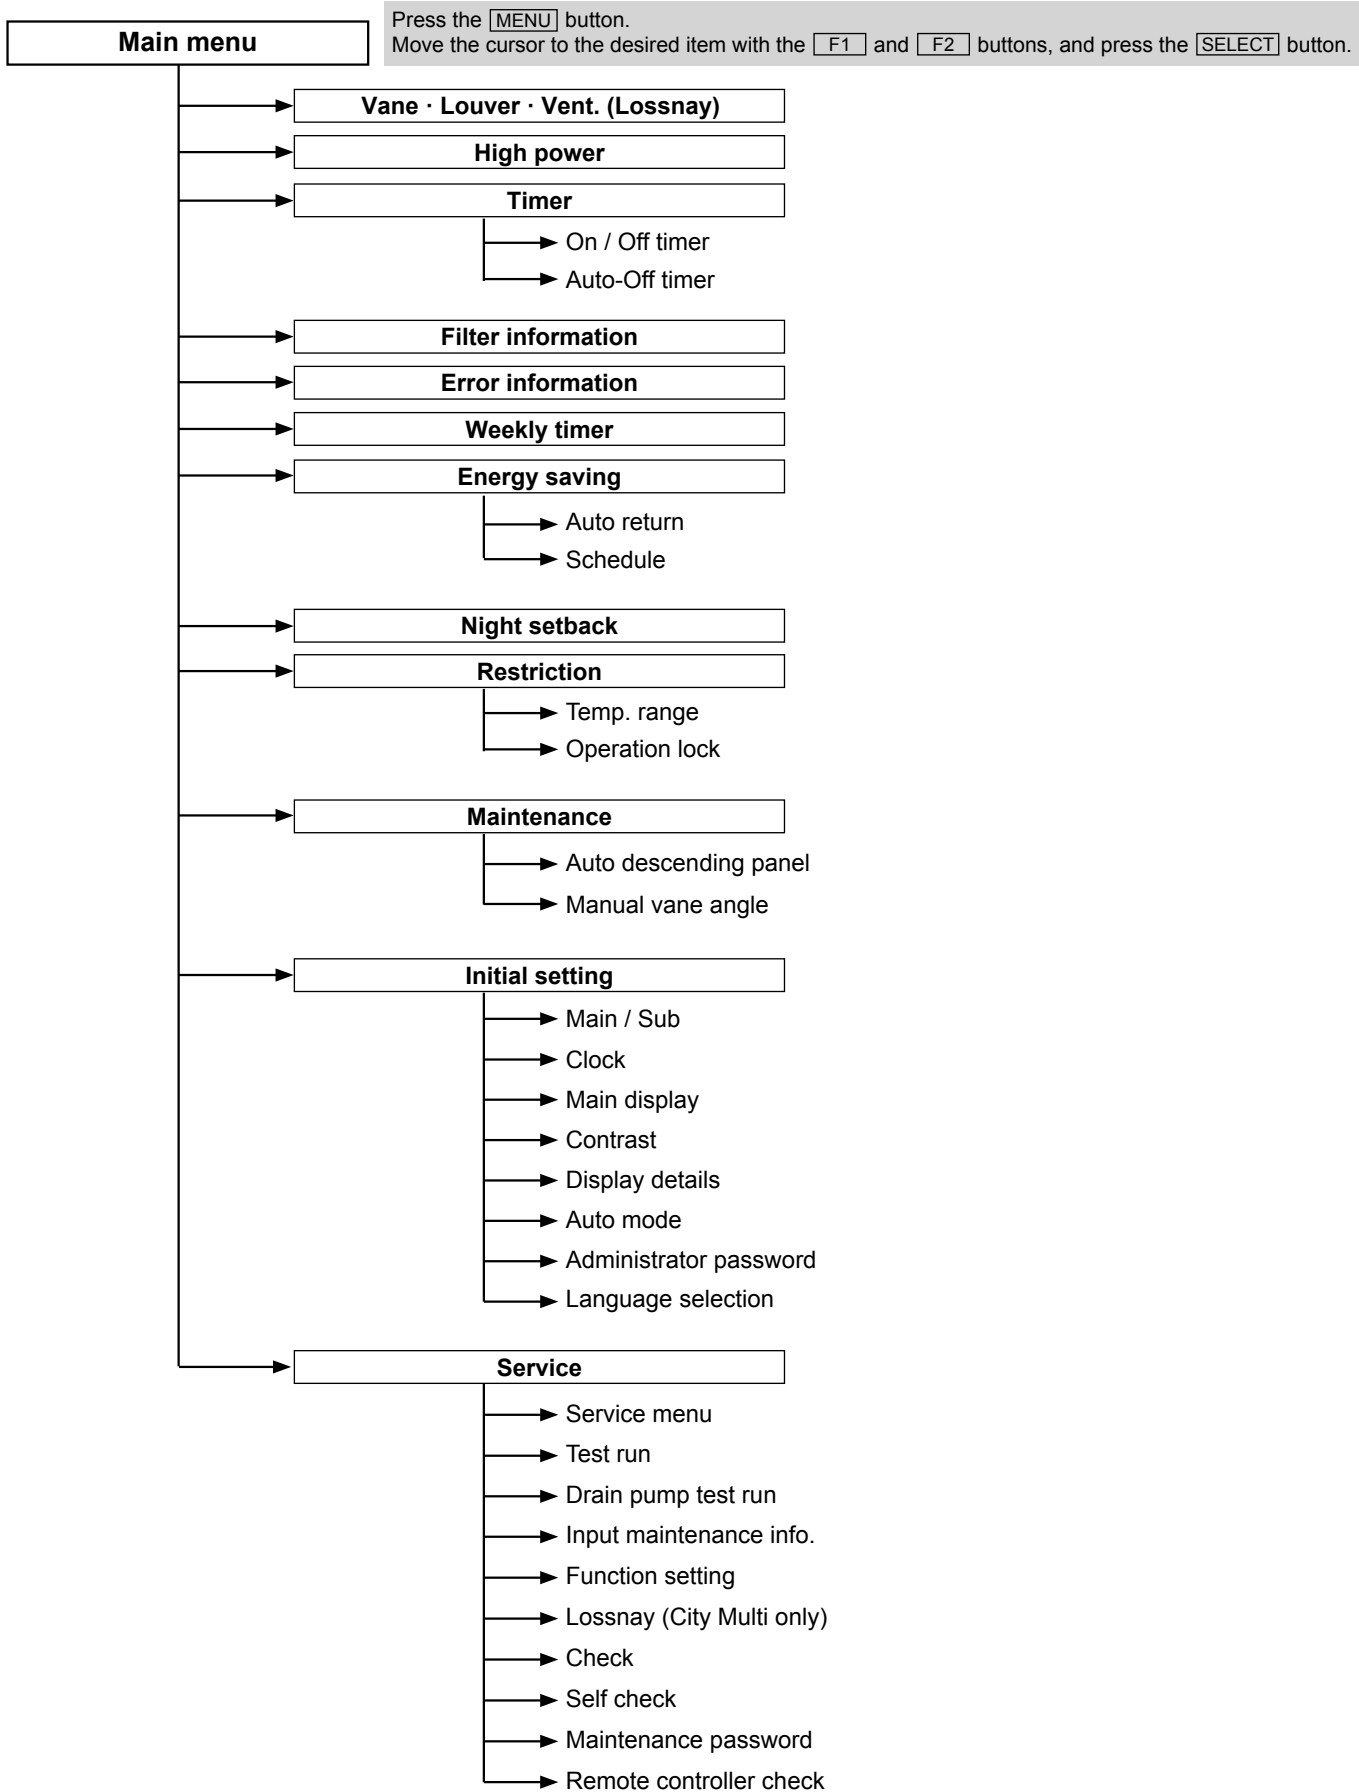 Main menu
Press the MENU button.
Move the cursor to the desired item with the F1 and F2 buttons, and press the SELECT button.
Vane · Louver · Vent. (Lossnay)
High power
Timer
On / Off timer
Auto-Off timer
Filter information
Error information
Weekly timer
Energy saving
Auto return
Schedule
Night setback
Restriction
Temp. range
Operation lock
Maintenance
Auto descending panel
Manual vane angle
Initial setting
Main / Sub
Clock
Main display
Contrast
Display details
Auto mode
Administrator password
Language selection
Service
Service menu
Test run
Drain pump test run
Input maintenance info.
Function setting
Lossnay (City Multi only)
Check
Self check
Maintenance password
Remote controller check